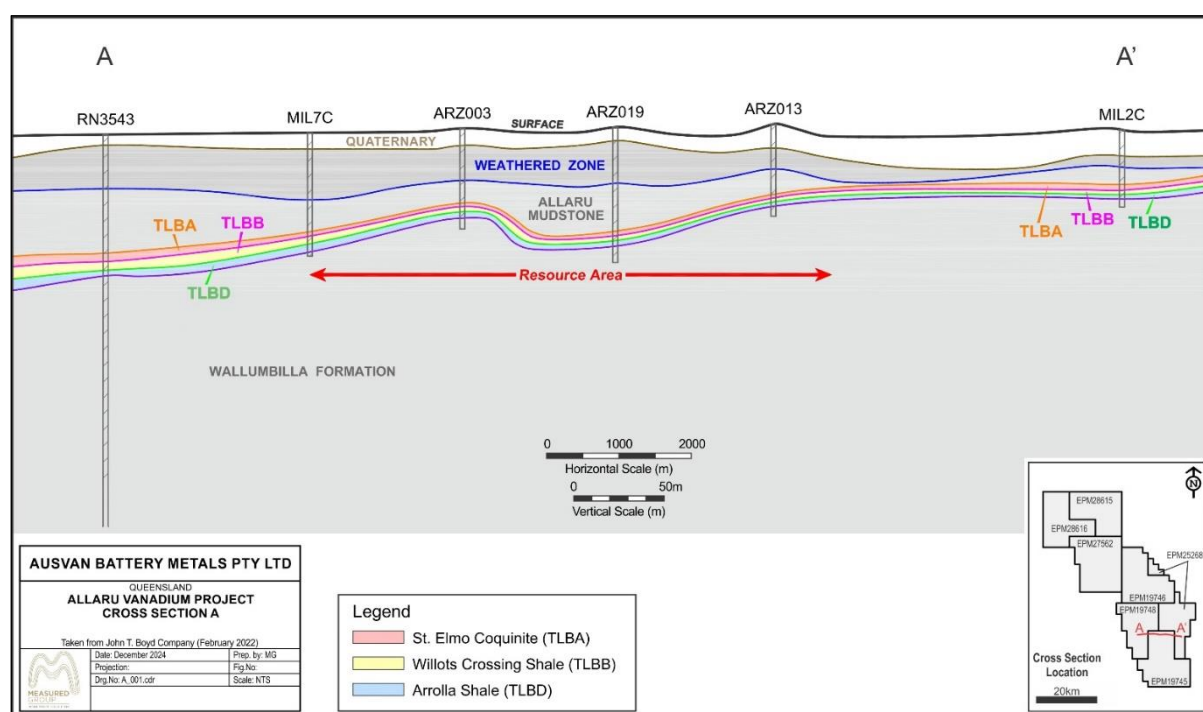 A
A'
RN3543
MIL7C
ARZ003
SURFACE
ARZ019
ARZ013
MIL2C
QUATERNARY
WEATHERED ZONE
ALLARU
MUDSTONE
TLBA
TLBB
TLBD
TLBA
TLBB
TLBD
Resource Area
WALLUMBILLA FORMATION
0 1000 2000
Horizontal Scale (m)
0 50m
Vertical Scale (m)
AUSVAN BATTERY METALS PTY LTD
QUEENSLAND
ALLARU VANADIUM PROJECT
CROSS SECTION A
Taken from John T. Boyd Company (February 2022)
Date: December 2024
Prep. by: MG
Projection:
Fig.No:
Drg.No: A_001.cdr
Scale: NTS
MEASURED
GROUP
Legend
St. Elmo Coquinite (TLBA)
Willots Crossing Shale (TLBB)
Arrolla Shale (TLBD)
N
EPM28615
EPM28616
EPM27562
EPM25268
EPM19746
EPM19748
A
A'
Cross Section
Location
20km
EPM19745